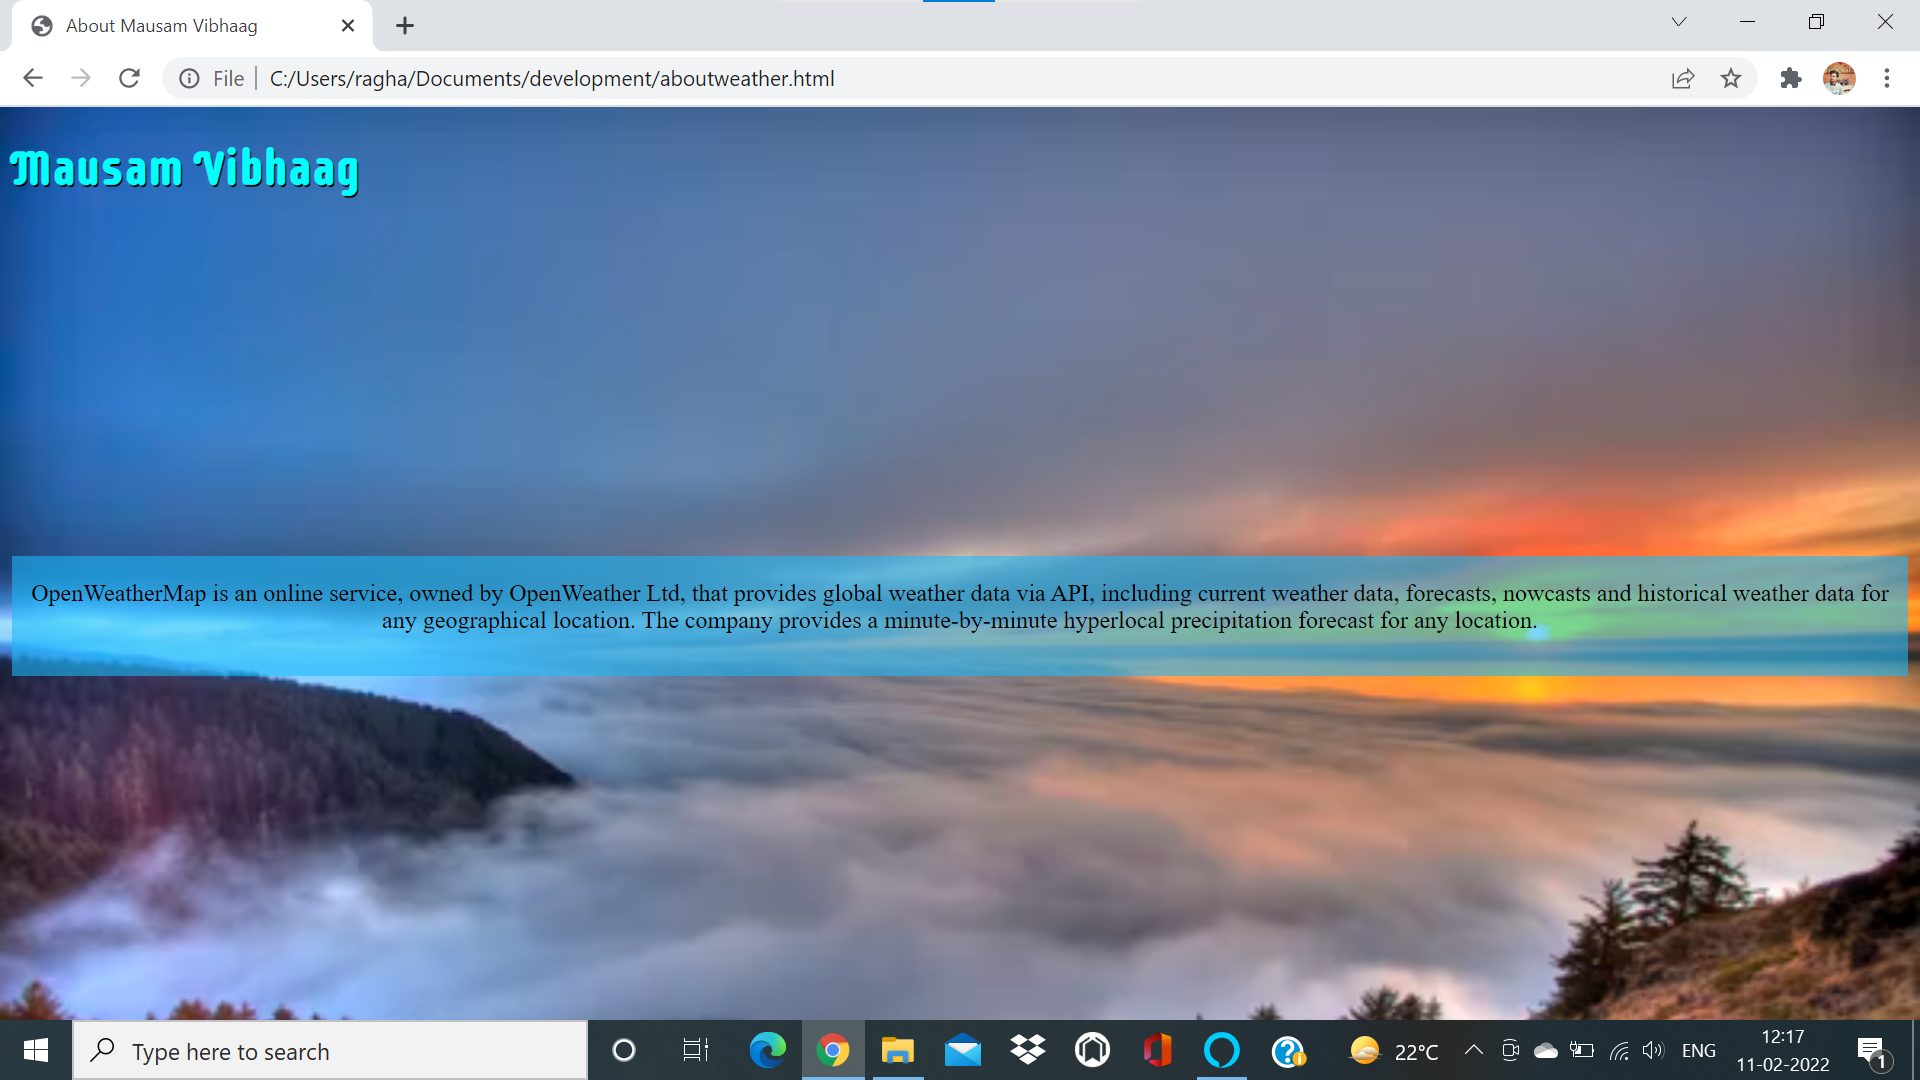 About Mausam Vibhaag
File
C:/Users/ragha/Documents/development/aboutweather.html
Mausam Vibhaag
OpenWeatherMap is an online service, owned by OpenWeather Ltd, that provides global weather data via API, including current weather data, forecasts, nowcasts and historical weather data for
any geographical location. The company provides a minute-by-minute hyperlocal precipitation forecast for any location.
Type here to search
22°C
ENG
12:17
11-02-2022
1